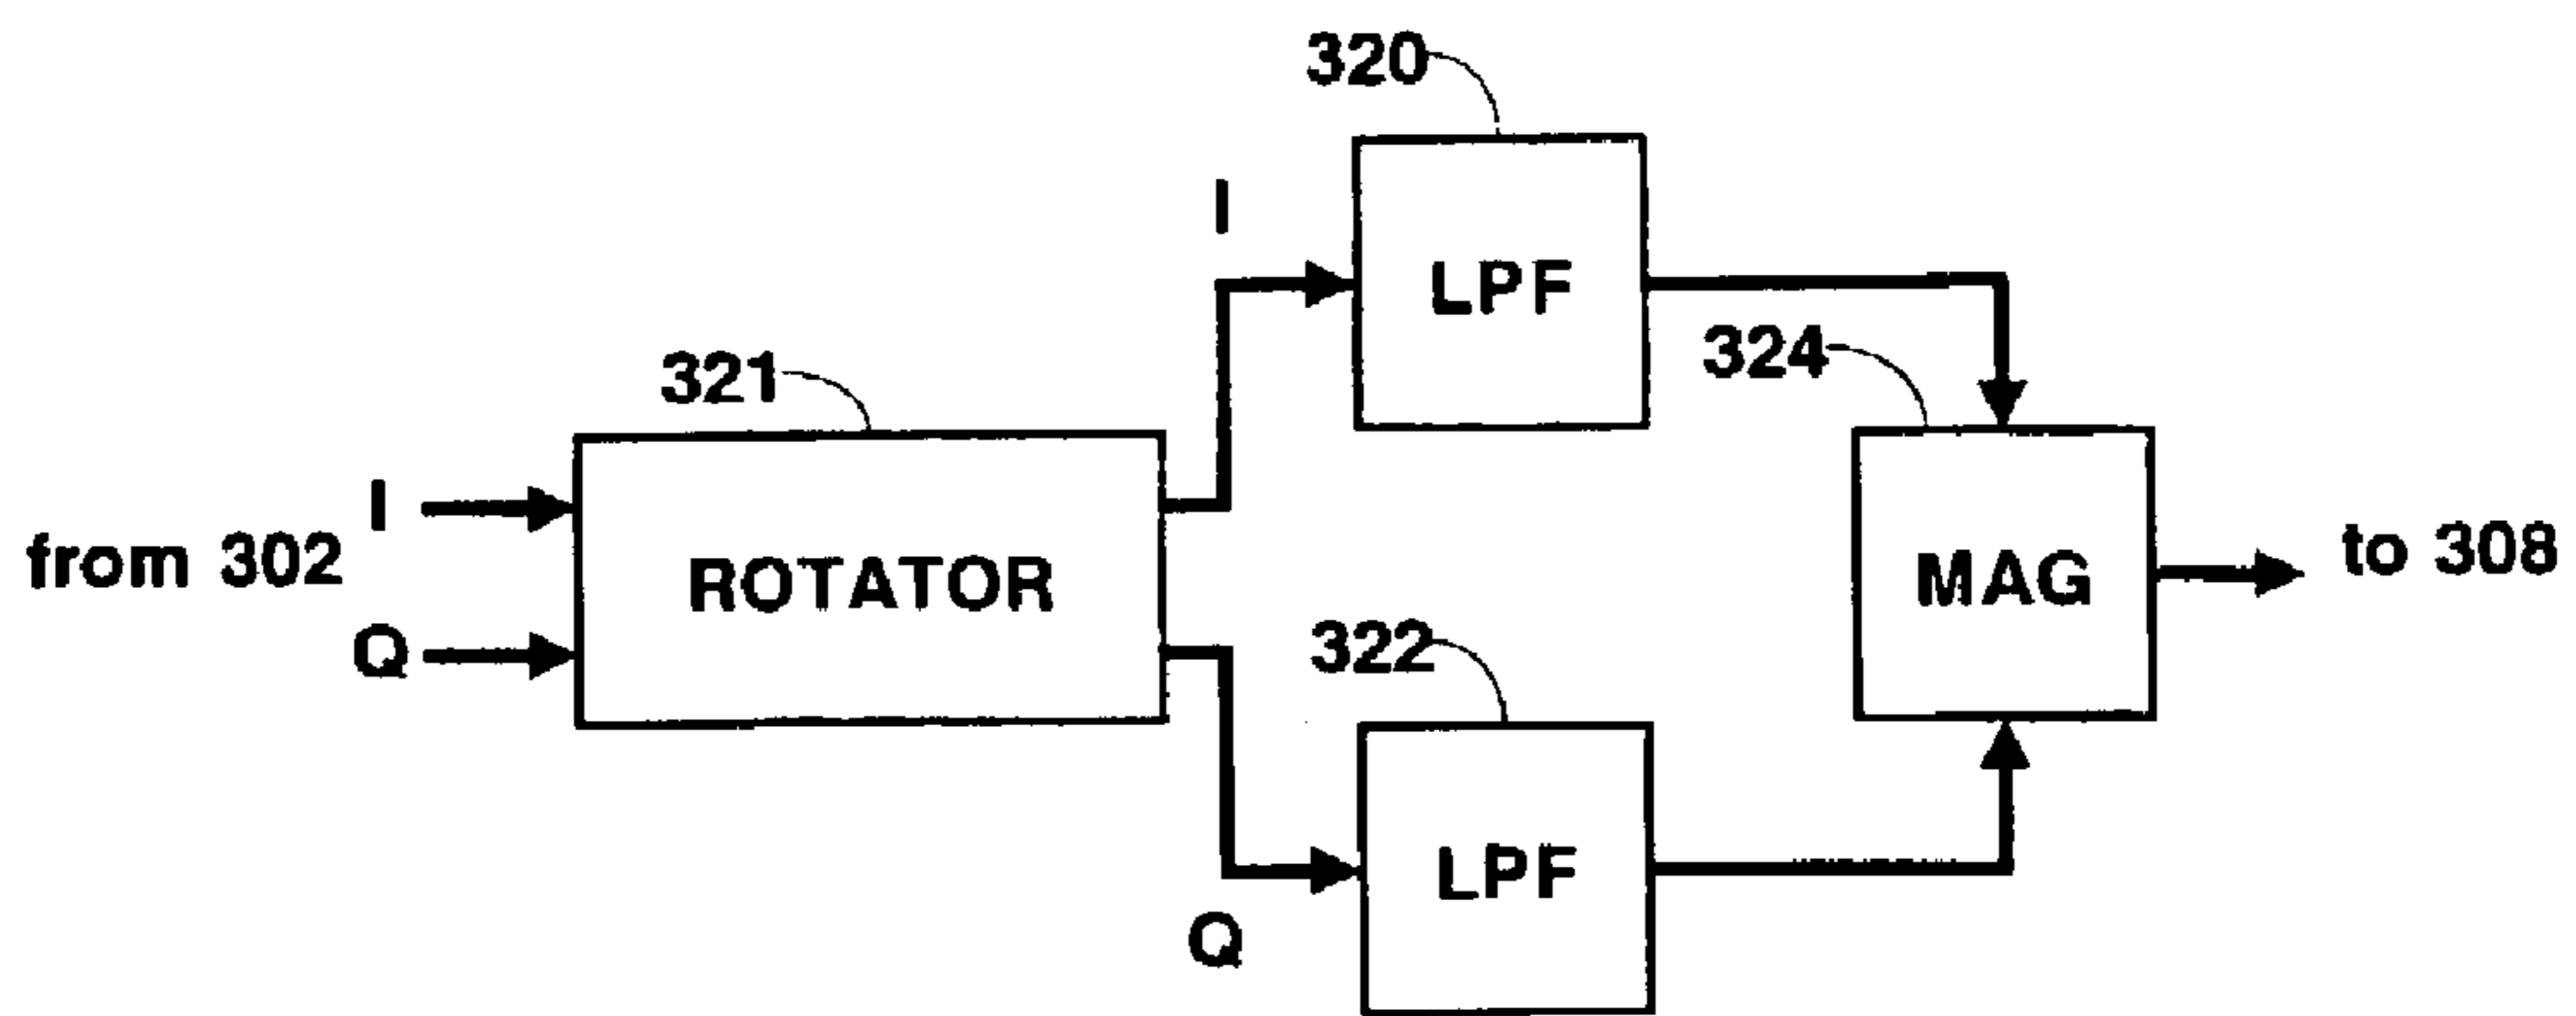 320
I
LPF
324
321
I
from 302
ROTATOR
MAG
to 308
Q
322
LPF
Q